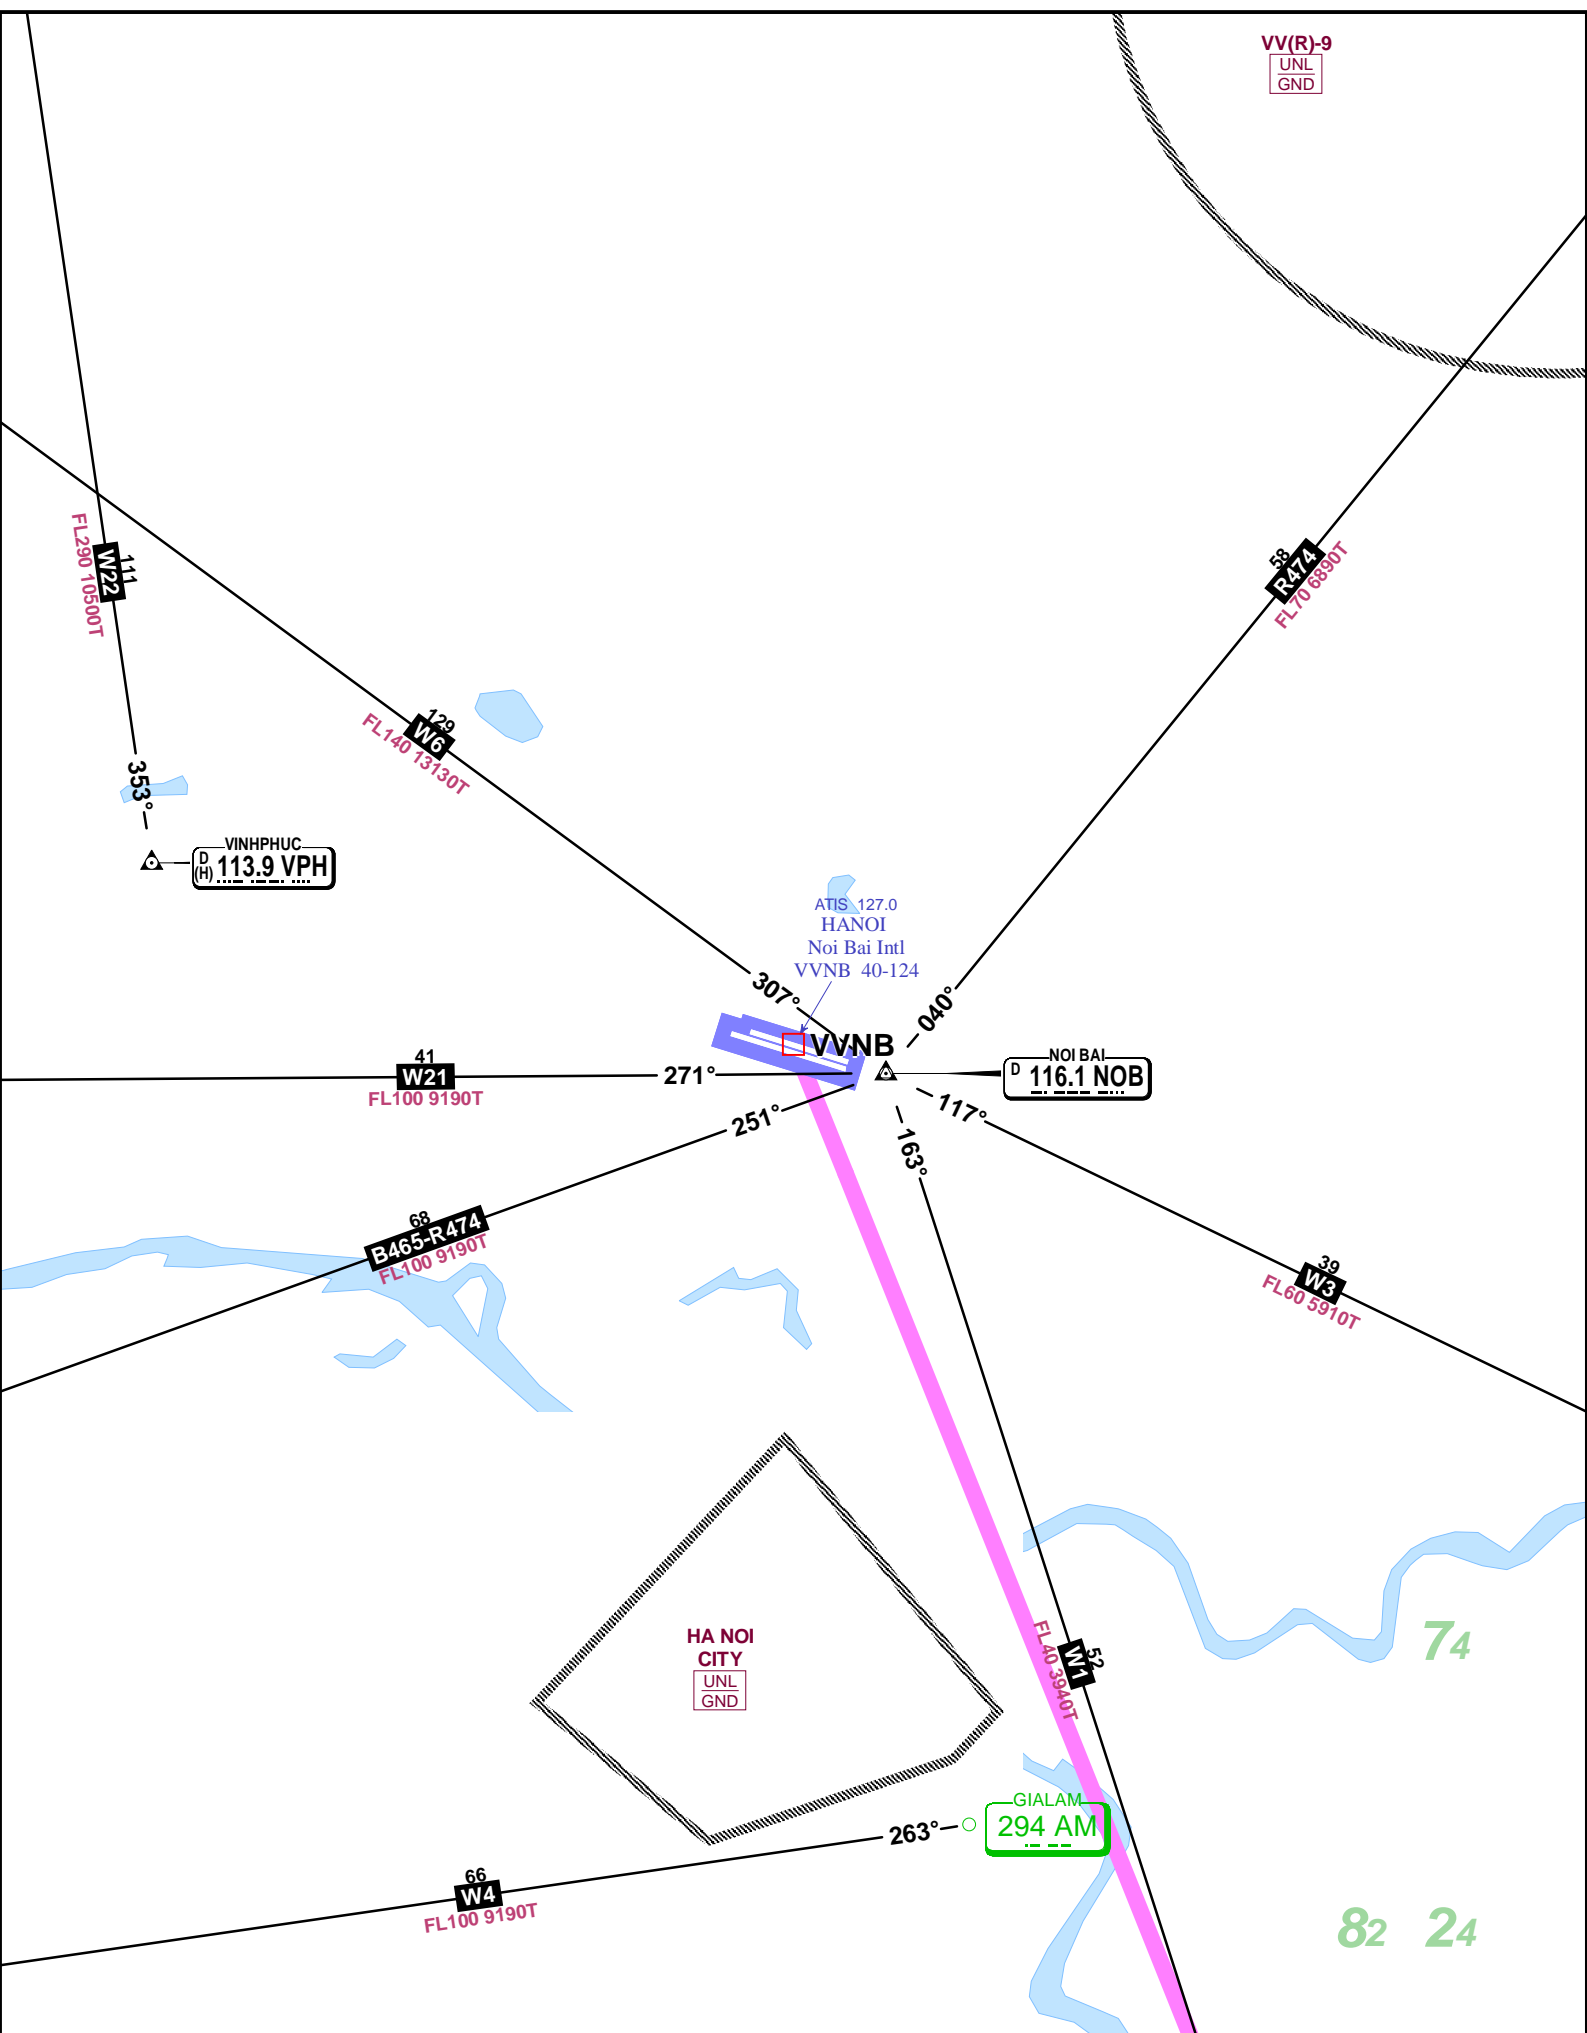 VV(R)-9
UNL
GND
111
W22
FL290 10500T
353°
58
R474
FL70 6890T
129
W6
FL140 13130T
VINHPHUC
D
(H) 113.9 VPH
ATIS 127.0
HANOI
Noi Bai Intl
VVNB 40-124
307°
040°
VVNB
NOI BAI
D 116.1 NOB
41
W21
FL100 9190T
271°
251°
117°
163°
68
B465-R474
FL100 9190T
39
W3
FL60 5910T
HA NOI
CITY
UNL
GND
52
W1
FL40 3940T
74
GIALAM
294 AM
263°
66
W4
FL100 9190T
82 24